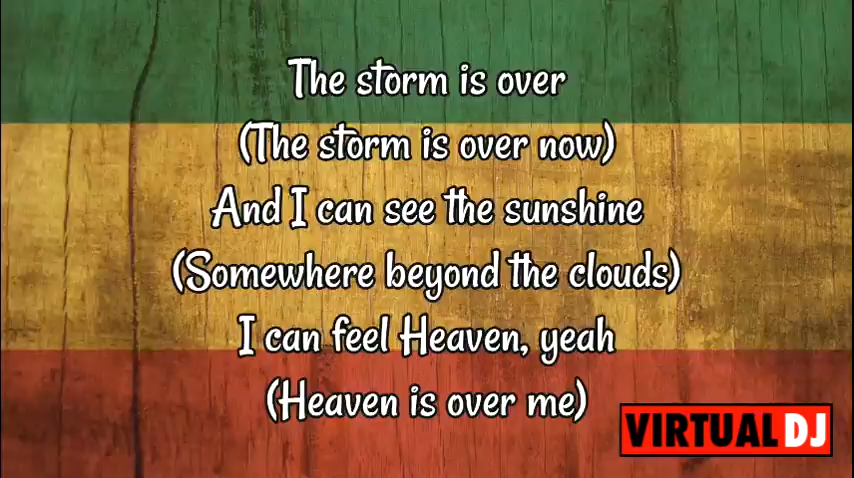 The storm is over
(The storm is over now)
And I can see the sunshine
(Somewhere beyond the clouds)
I can feel Heaven, yeah
(Heaven is over me)
VIRTUAL DJ